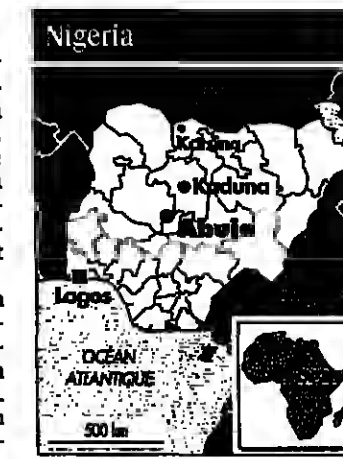 Nigeria
Katsina
Kaduna
Abuja
Lagos
OCÉAN
ATLANTIQUE
500 km